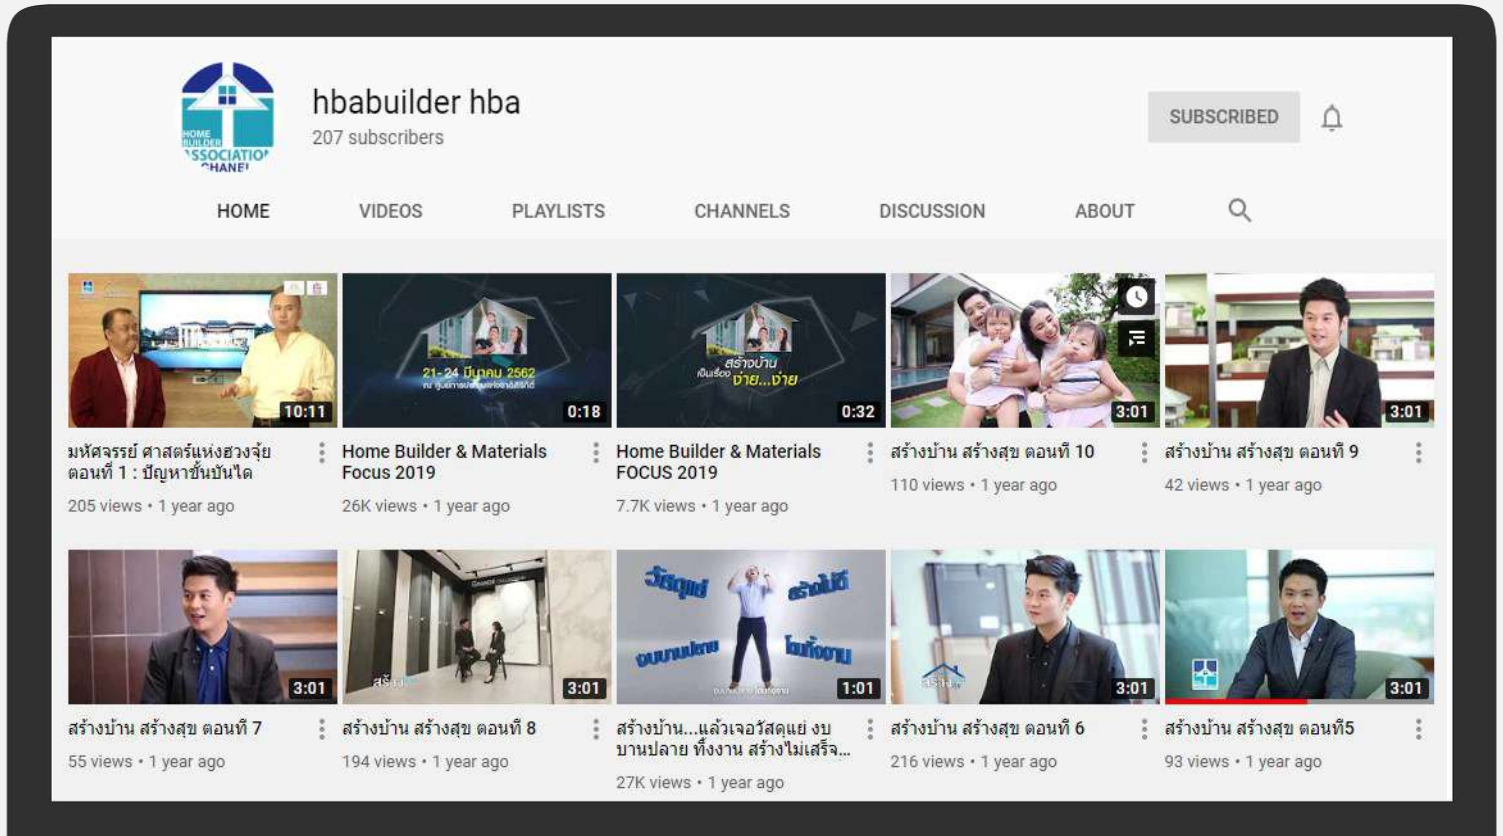 hbabuilder hba
207 subscribers
SUBSCRIBED
HOME
BUILDER
ASSOCIATION
CHANEL
HOME VIDEOS PLAYLISTS CHANNELS DISCUSSION ABOUT
21-24 มีนาคม 2562
สร้างบ้าน
เป็นเรื่อง ง่าย...ง่าย
10:11 0:18 0:32 3:01 3:01
มหัศจรรย์ ศาสตร์แห่งฮวงจุ้ย
ตอนที่ 1 : ปัญหาขั้นบันได
205 views • 1 year ago
Home Builder & Materials
Focus 2019
26K views • 1 year ago
Home Builder & Materials
FOCUS 2019
7.7K views • 1 year ago
สร้างบ้าน สร้างสุข ตอนที่ 10
110 views • 1 year ago
สร้างบ้าน สร้างสุข ตอนที่ 9
42 views • 1 year ago
วัสดุแย่ สร้างไม่ดี
งบบานปลาย โดนทิ้งงาน
3:01 3:01 1:01 3:01 3:01
สร้างบ้าน สร้างสุข ตอนที่ 7
55 views • 1 year ago
สร้างบ้าน สร้างสุข ตอนที่ 8
194 views • 1 year ago
สร้างบ้าน...แล้วเจอวัสดุแย่ งบ
บานปลาย ทิ้งงาน สร้างไม่เสร็จ...
27K views • 1 year ago
สร้างบ้าน สร้างสุข ตอนที่ 6
216 views • 1 year ago
สร้างบ้าน สร้างสุข ตอนที่5
93 views • 1 year ago